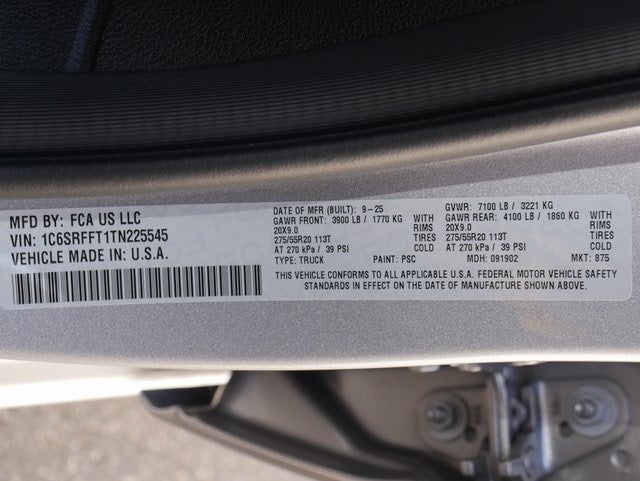 MFD BY: FCA US LLC
VIN: 1C6SRFFT1TN225545
VEHICLE MADE IN: U.S.A.
DATE OF MFR (BUILT): 9-25
GVWR: 7100 LB / 3221 KG
GAWR FRONT: 3900 LB / 1770 KG WITH
GAWR REAR: 4100 LB / 1860 KG WITH
20X9.0 RIMS
20X9.0 RIMS
275/55R20 113T TIRES
275/55R20 113T TIRES
AT 270 kPa / 39 PSI COLD
AT 270 kPa / 39 PSI COLD
TYPE: TRUCK PAINT: PSC MDH: 091902 MKT: 875
THIS VEHICLE CONFORMS TO ALL APPLICABLE U.S.A. FEDERAL MOTOR VEHICLE SAFETY
STANDARDS IN EFFECT ON THE DATE OF MANUFACTURE SHOWN ABOVE.